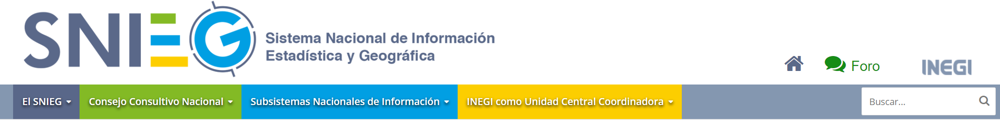 SNIEG
Sistema Nacional de Información
Estadística y Geográfica
Foro
INEGI
El SNIEG
Consejo Consultivo Nacional
Subsistemas Nacionales de Información
INEGI como Unidad Central Coordinadora
Buscar...